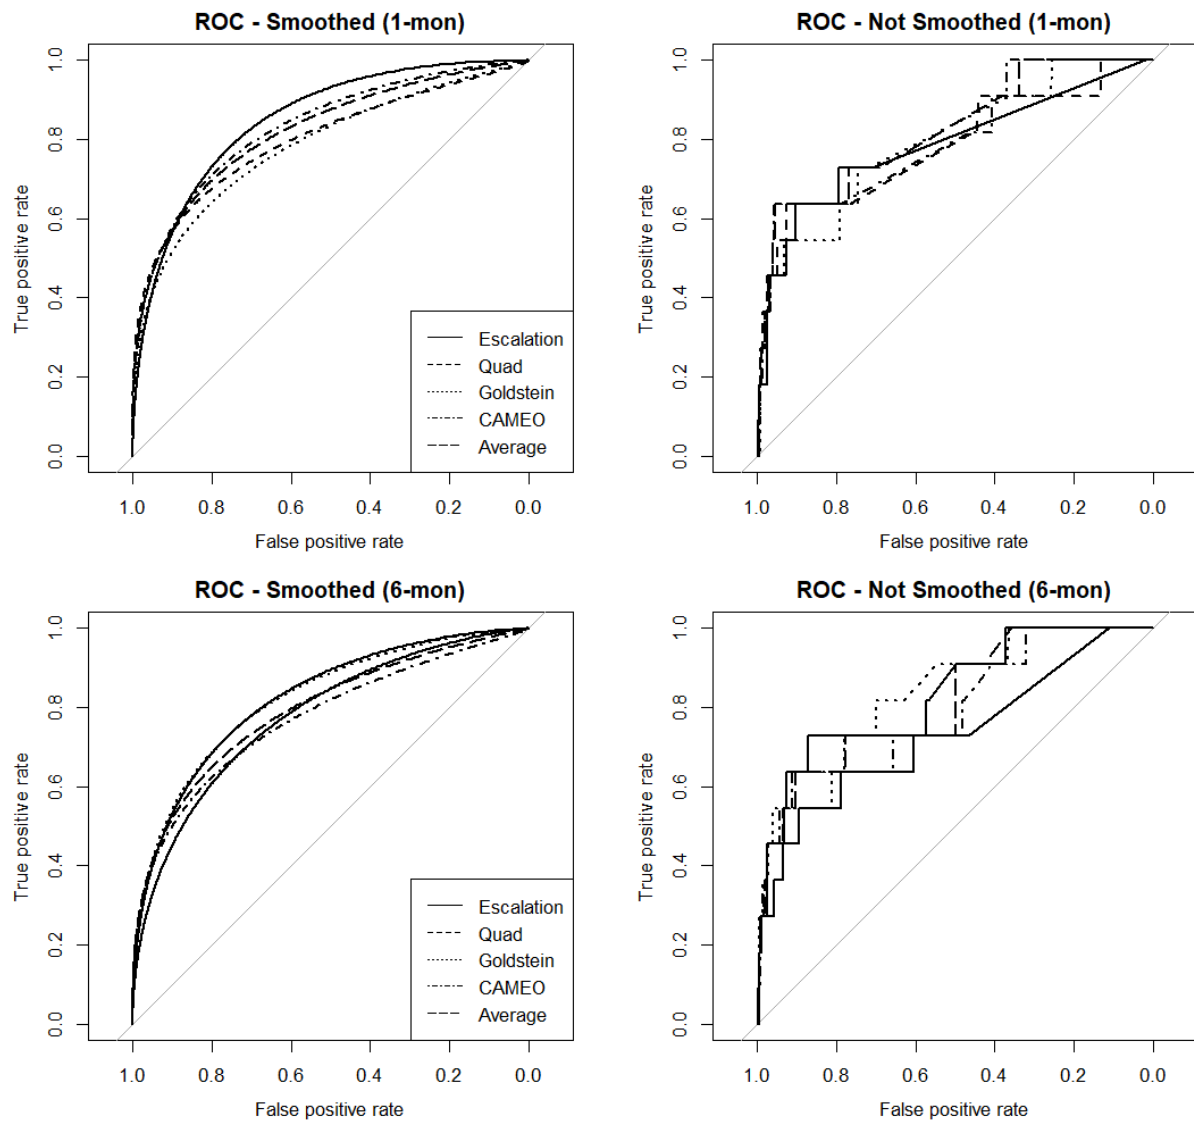 ROC - Smoothed (1-mon)
True positive rate
0.0 0.2 0.4 0.6 0.8 1.0
Escalation
Quad
Goldstein
CAMEO
Average
1.0 0.8 0.6 0.4 0.2 0.0
False positive rate
ROC - Not Smoothed (1-mon)
True positive rate
0.0 0.2 0.4 0.6 0.8 1.0
1.0 0.8 0.6 0.4 0.2 0.0
False positive rate
ROC - Smoothed (6-mon)
True positive rate
0.0 0.2 0.4 0.6 0.8 1.0
Escalation
Quad
Goldstein
CAMEO
Average
1.0 0.8 0.6 0.4 0.2 0.0
False positive rate
ROC - Not Smoothed (6-mon)
True positive rate
0.0 0.2 0.4 0.6 0.8 1.0
1.0 0.8 0.6 0.4 0.2 0.0
False positive rate